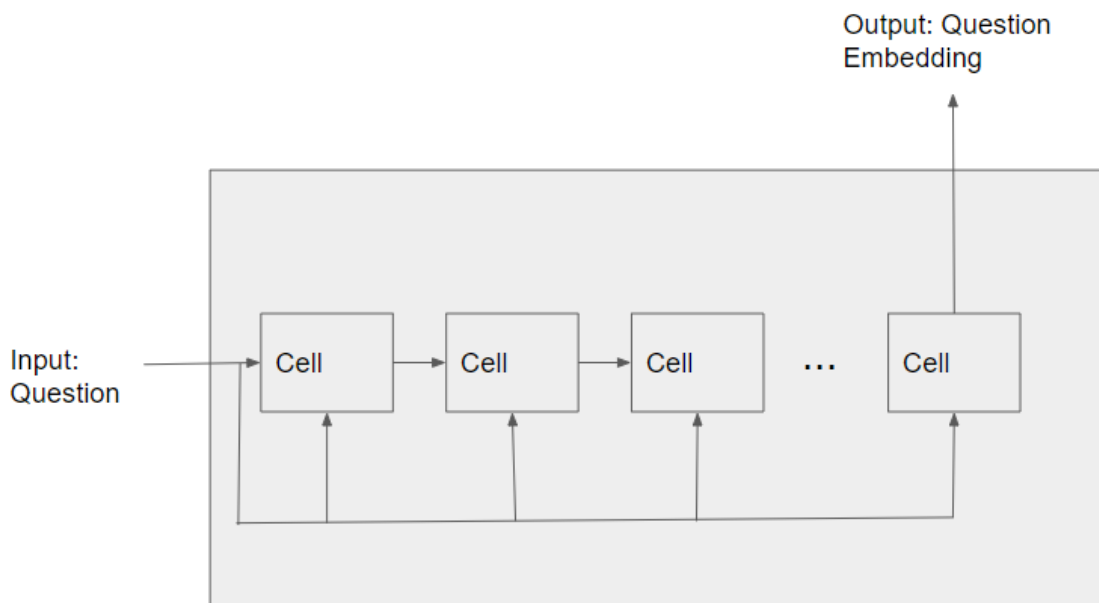 Output: Question
Embedding
Input:
Question
Cell
Cell
Cell
...
Cell